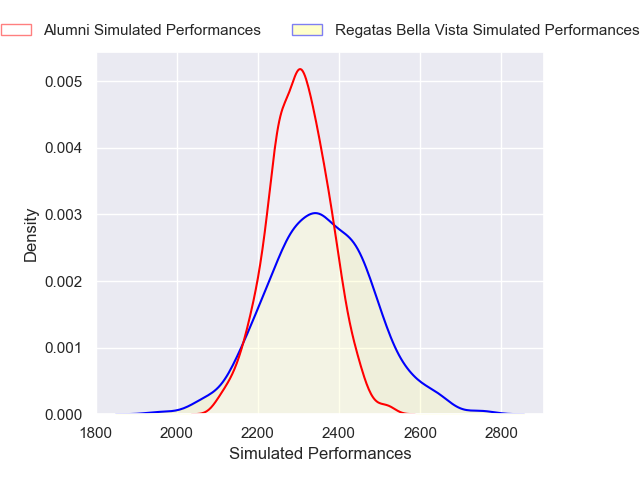 Alumni Simulated Performances
Regatas Bella Vista Simulated Performances
0.005
0.004
0.003
0.002
0.001
0.000
Density
1800 2000 2200 2400 2600 2800
Simulated Performances